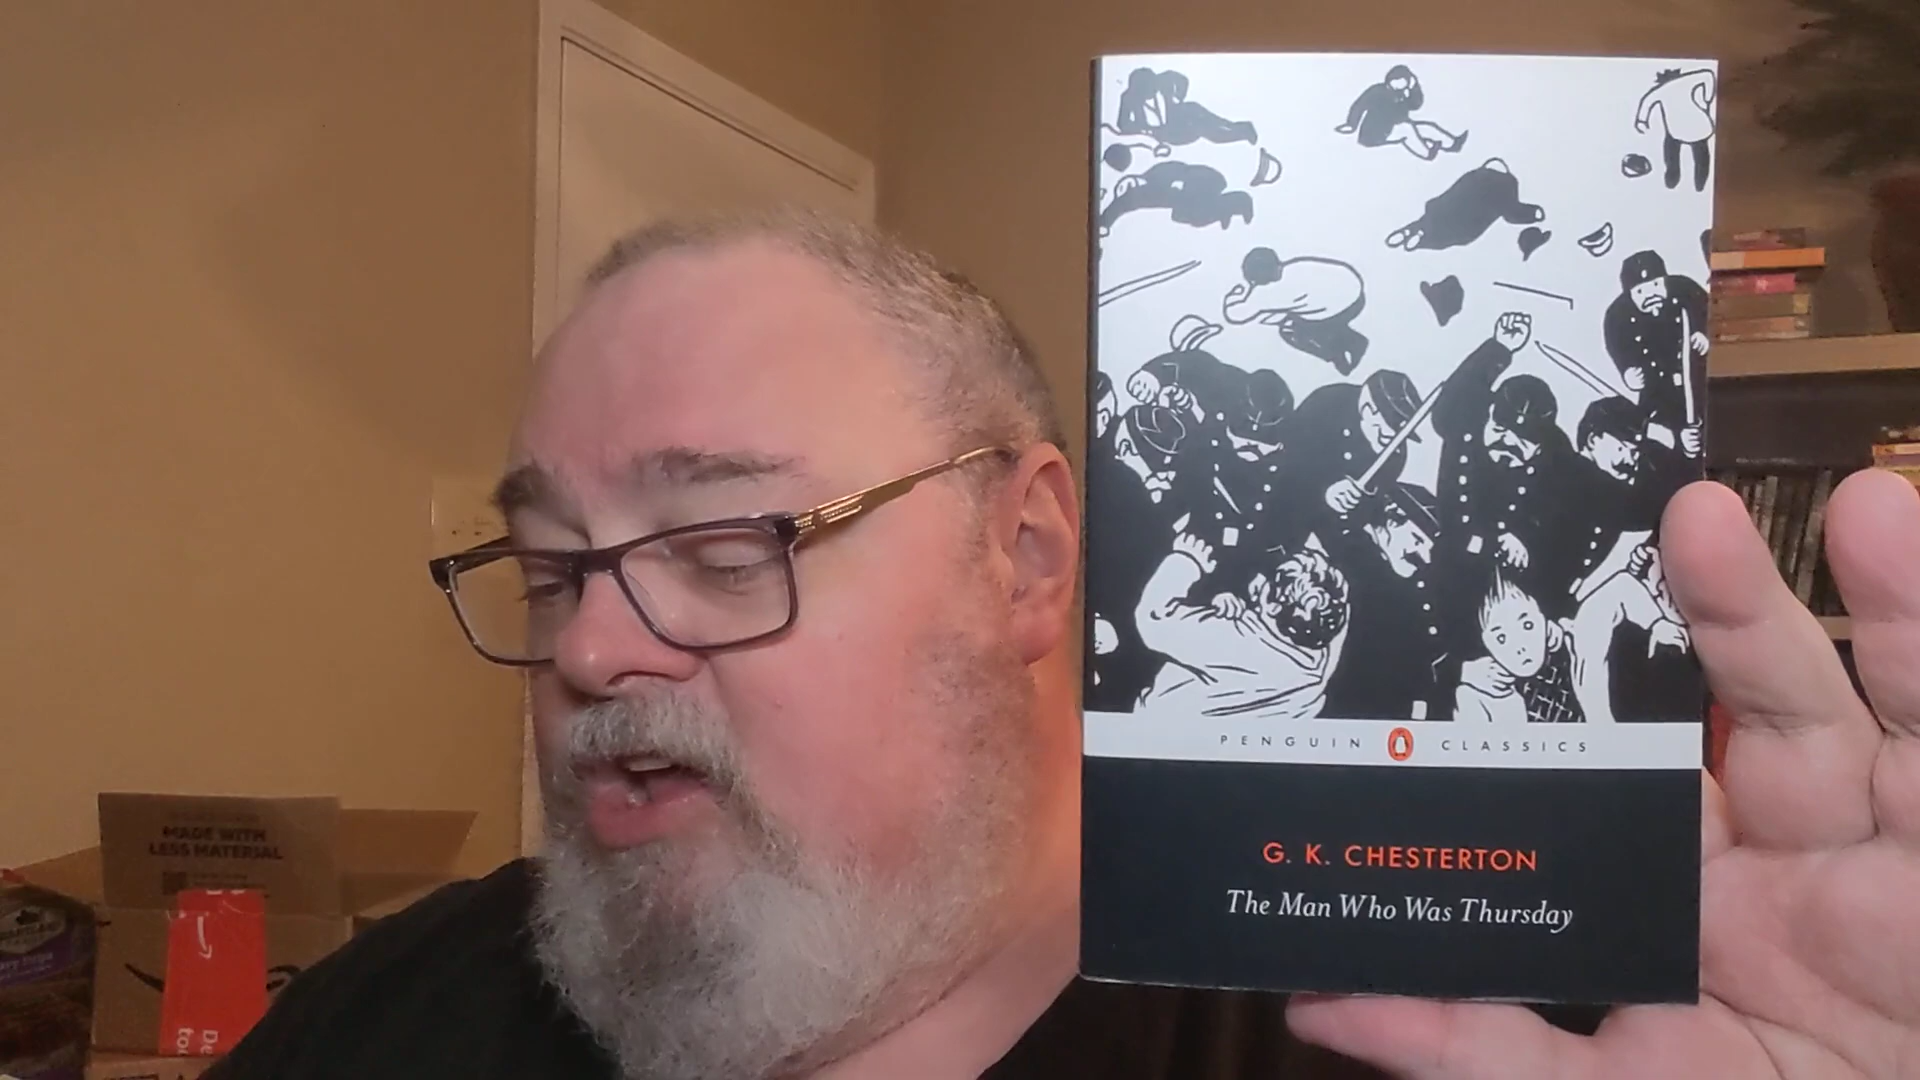 PENGUIN CLASSICS
G. K. CHESTERTON
The Man Who Was Thursday
MADE WITH
LESS MATERIAL